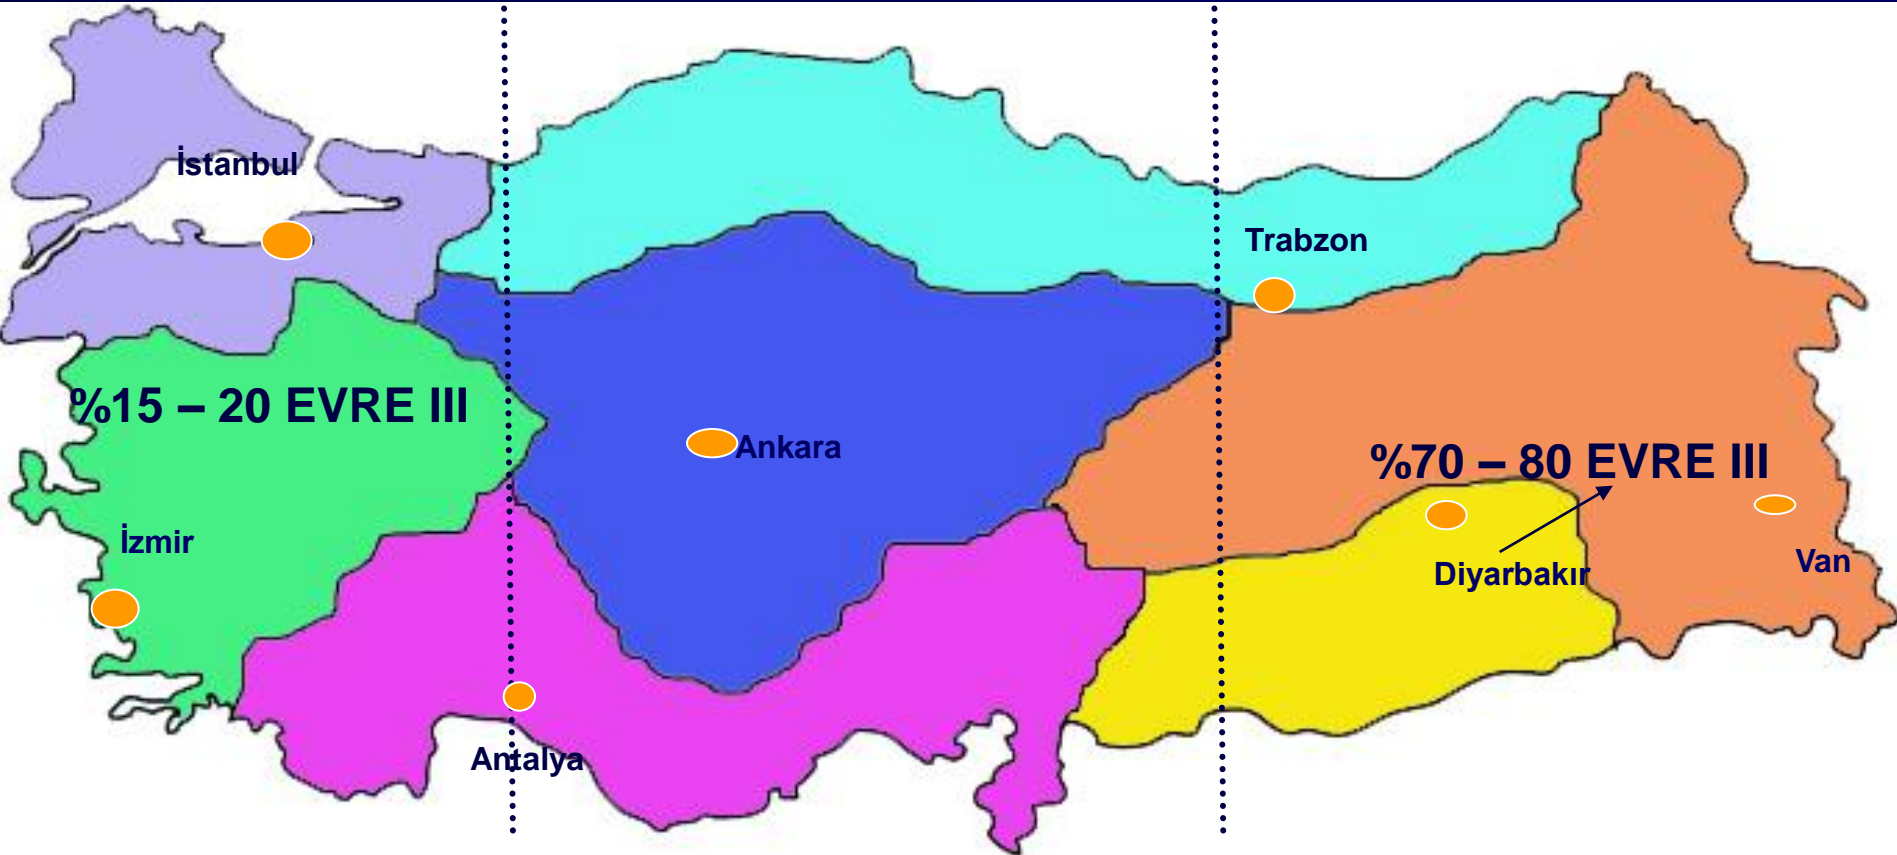 İstanbul
Trabzon
%15 – 20 EVRE III
Ankara
%70 – 80 EVRE III
İzmir
Diyarbakır
Van
Antalya